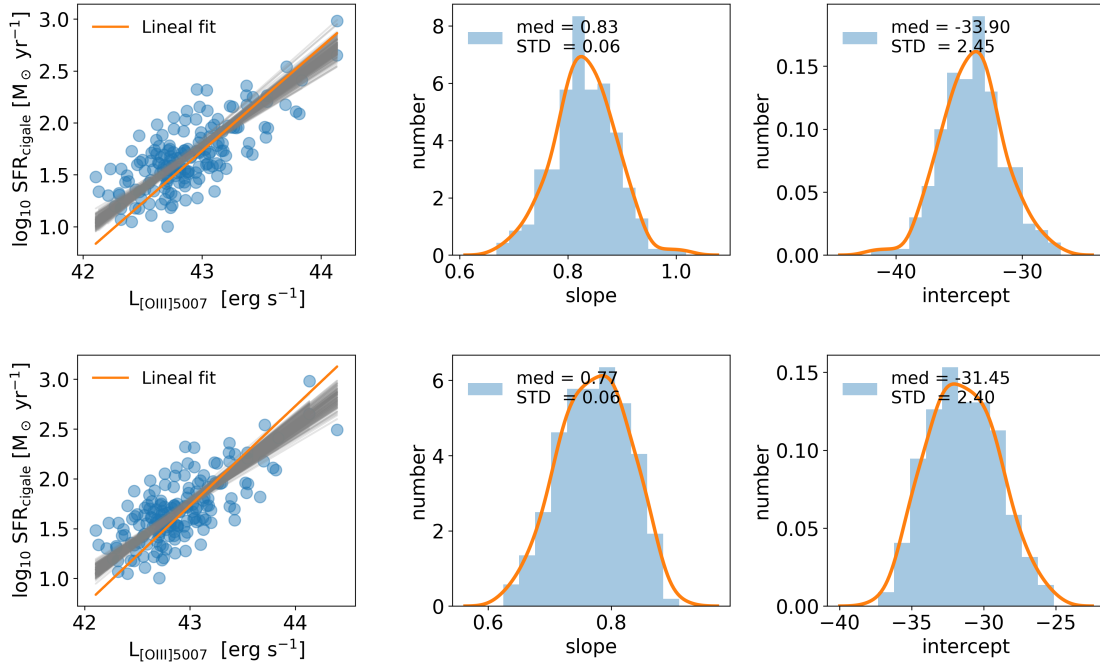 Lineal fit
3.0
2.5
2.0
1.5
1.0
log₁₀ SFR_cigale [M☉ yr⁻¹]
42 43 44
L_[OIII]5007 [erg s⁻¹]
med = 0.83
STD = 0.06
8
6
4
2
0
number
0.6 0.8 1.0
slope
med = -33.90
STD = 2.45
0.15
0.10
0.05
0.00
number
−40 −30
intercept
Lineal fit
3.0
2.5
2.0
1.5
1.0
log₁₀ SFR_cigale [M☉ yr⁻¹]
42 43 44
L_[OIII]5007 [erg s⁻¹]
med = 0.77
STD = 0.06
6
4
2
0
number
0.6 0.8
slope
med = -31.45
STD = 2.40
0.15
0.10
0.05
0.00
number
−40 −35 −30 −25
intercept